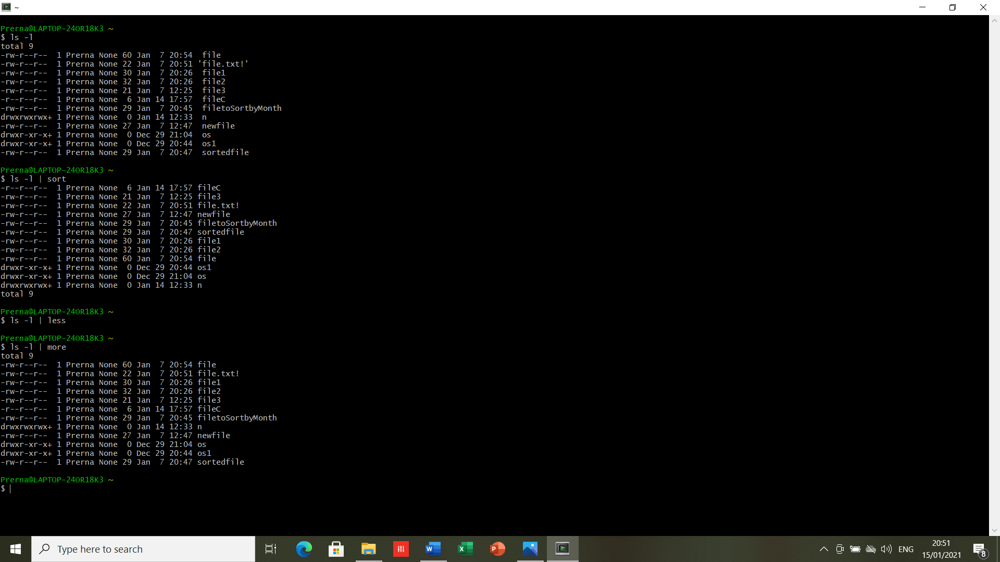 ~
Prerna@LAPTOP-24OR18K3 ~
$ ls -l
total 9
-rw-r--r--  1 Prerna None 60 Jan  7 20:54  file
-rw-r--r--  1 Prerna None 22 Jan  7 20:51 'file.txt!'
-rw-r--r--  1 Prerna None 30 Jan  7 20:26  file1
-rw-r--r--  1 Prerna None 32 Jan  7 20:26  file2
-rw-r--r--  1 Prerna None 21 Jan  7 12:25  file3
-r--r--r--  1 Prerna None  6 Jan 14 17:57  fileC
-rw-r--r--  1 Prerna None 29 Jan  7 20:45  filetoSortbyMonth
drwxrwxrwx+ 1 Prerna None  0 Jan 14 12:33  n
-rw-r--r--  1 Prerna None 27 Jan  7 12:47  newfile
drwxr-xr-x+ 1 Prerna None  0 Dec 29 21:04  os
drwxr-xr-x+ 1 Prerna None  0 Dec 29 20:44  os1
-rw-r--r--  1 Prerna None 29 Jan  7 20:47  sortedfile
Prerna@LAPTOP-24OR18K3 ~
$ ls -l | sort
-r--r--r--  1 Prerna None  6 Jan 14 17:57 fileC
-rw-r--r--  1 Prerna None 21 Jan  7 12:25 file3
-rw-r--r--  1 Prerna None 22 Jan  7 20:51 file.txt!
-rw-r--r--  1 Prerna None 27 Jan  7 12:47 newfile
-rw-r--r--  1 Prerna None 29 Jan  7 20:45 filetoSortbyMonth
-rw-r--r--  1 Prerna None 29 Jan  7 20:47 sortedfile
-rw-r--r--  1 Prerna None 30 Jan  7 20:26 file1
-rw-r--r--  1 Prerna None 32 Jan  7 20:26 file2
-rw-r--r--  1 Prerna None 60 Jan  7 20:54 file
drwxr-xr-x+ 1 Prerna None  0 Dec 29 20:44 os1
drwxr-xr-x+ 1 Prerna None  0 Dec 29 21:04 os
drwxrwxrwx+ 1 Prerna None  0 Jan 14 12:33 n
total 9
Prerna@LAPTOP-24OR18K3 ~
$ ls -l | less
Prerna@LAPTOP-24OR18K3 ~
$ ls -l | more
total 9
-rw-r--r--  1 Prerna None 60 Jan  7 20:54 file
-rw-r--r--  1 Prerna None 22 Jan  7 20:51 file.txt!
-rw-r--r--  1 Prerna None 30 Jan  7 20:26 file1
-rw-r--r--  1 Prerna None 32 Jan  7 20:26 file2
-rw-r--r--  1 Prerna None 21 Jan  7 12:25 file3
-r--r--r--  1 Prerna None  6 Jan 14 17:57 fileC
-rw-r--r--  1 Prerna None 29 Jan  7 20:45 filetoSortbyMonth
drwxrwxrwx+ 1 Prerna None  0 Jan 14 12:33 n
-rw-r--r--  1 Prerna None 27 Jan  7 12:47 newfile
drwxr-xr-x+ 1 Prerna None  0 Dec 29 21:04 os
drwxr-xr-x+ 1 Prerna None  0 Dec 29 20:44 os1
-rw-r--r--  1 Prerna None 29 Jan  7 20:47 sortedfile
Prerna@LAPTOP-24OR18K3 ~
$
Type here to search
W
X
P
ENG
20:51
15/01/2021
8